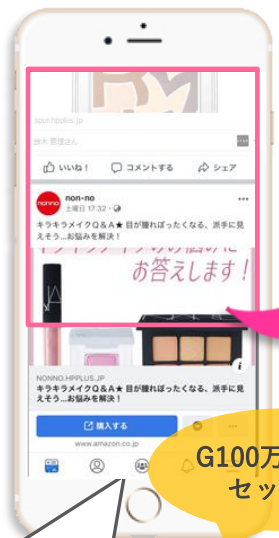 spur.hpplus.jp
いいね！ コメントする シェア
non-no
土曜日 17:32
キラキラメイクＱ＆Ａ★ 目が腫れぼったくなる、派手に見
えそう...お悩みを解決！
お答えします！
NARS
NONNO.HPPLUS.JP
キラキラメイクＱ＆Ａ★ 目が腫れぼったくなる、派手に見
えそう...お悩みを解決！
購入する
www.amazon.co.jp
G100万
セッ